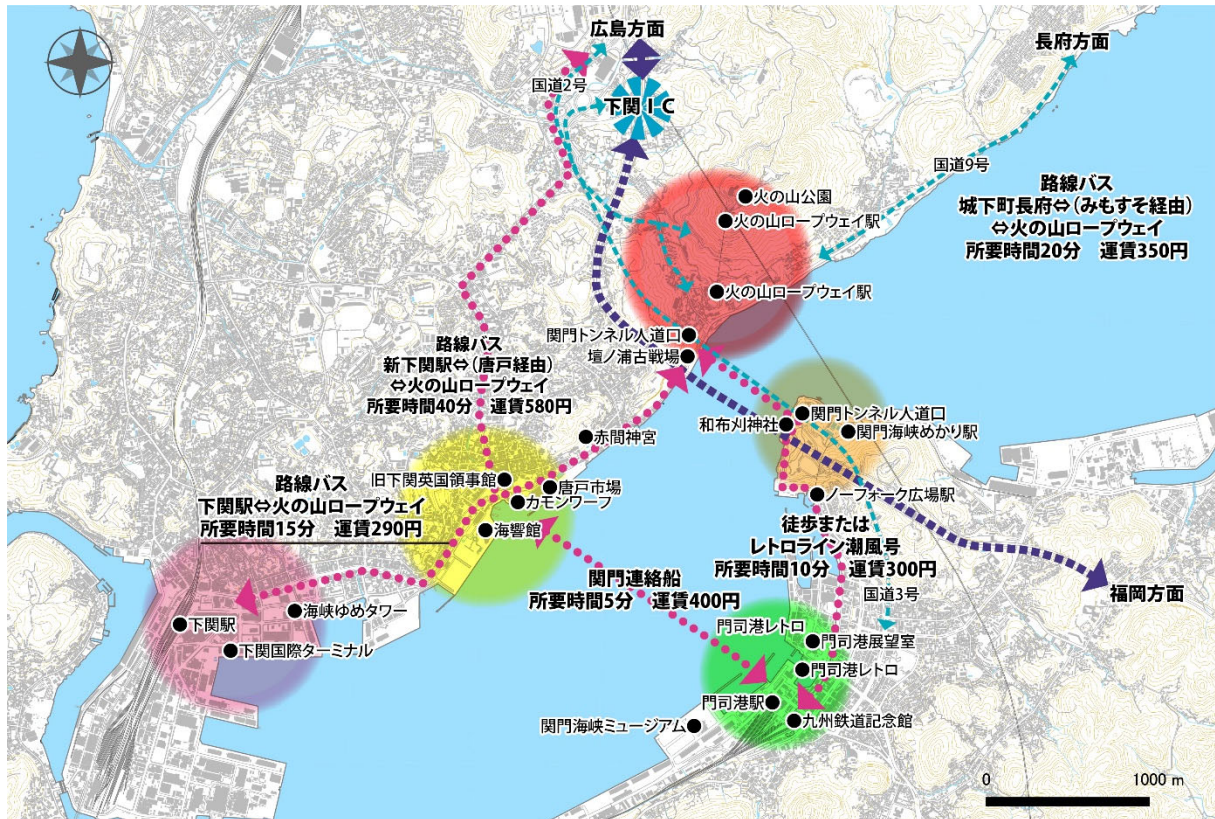 広島方面
長府方面
国道2号
下関IC
国道9号
路線バス
城下町長府⇔(みもすそ経由)
⇔火の山ロープウェイ
所要時間20分 運賃350円
火の山公園
火の山ロープウェイ駅
火の山ロープウェイ駅
関門トンネル人道口
壇ノ浦古戦場
路線バス
新下関駅⇔(唐戸経由)
⇔火の山ロープウェイ
所要時間40分 運賃580円
関門トンネル人道口
和布刈神社
関門海峡めかり駅
赤間神宮
旧下関英国領事館
唐戸市場
カモンワーフ
海響館
ノーフォーク広場駅
路線バス
下関駅⇔火の山ロープウェイ
所要時間15分 運賃290円
徒歩または
レトロライン潮風号
所要時間10分 運賃300円
関門連絡船
所要時間5分 運賃400円
国道3号
福岡方面
海峡ゆめタワー
下関駅
下関国際ターミナル
門司港レトロ
門司港展望室
門司港レトロ
門司港駅
九州鉄道記念館
関門海峡ミュージアム
0 1000 m